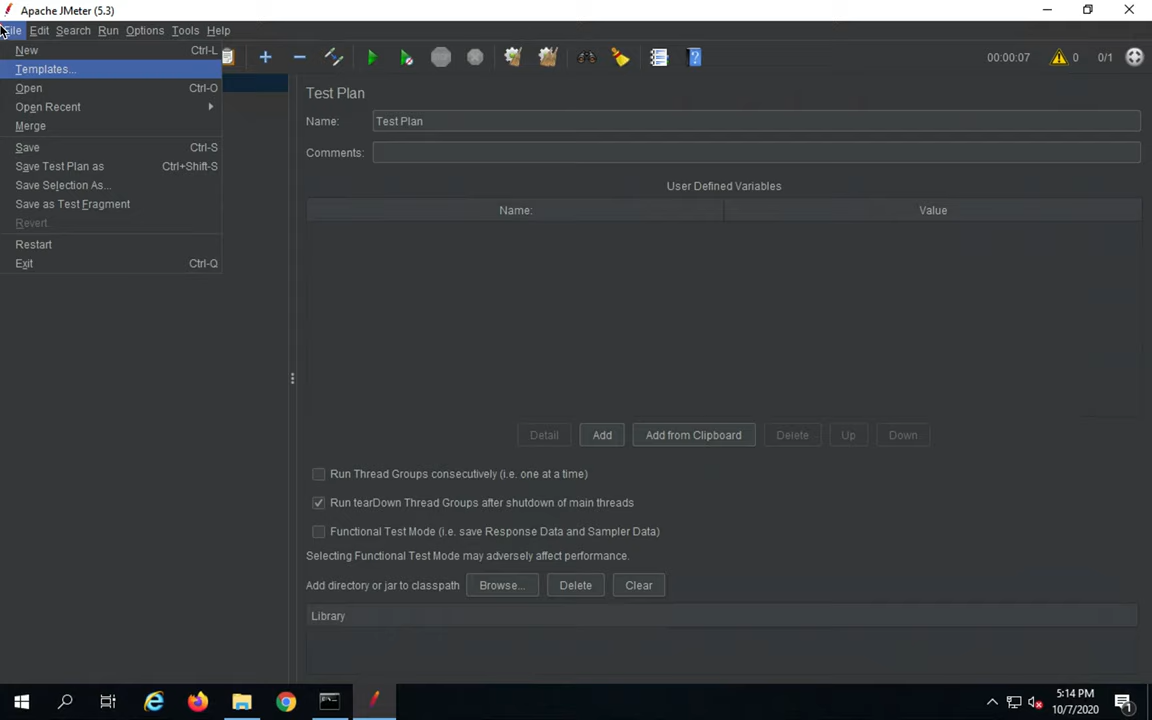 Apache JMeter (5.3)
File Edit Search Run Options Tools Help
New Ctrl-L
Templates...
Open Ctrl-O
Open Recent
Merge
Save Ctrl-S
Save Test Plan as Ctrl+Shift-S
Save Selection As...
Save as Test Fragment
Revert
Restart
Exit Ctrl-Q
00:00:07 0 0/1
Test Plan
Name: Test Plan
Comments:
User Defined Variables
Name: Value
Detail Add Add from Clipboard Delete Up Down
Run Thread Groups consecutively (i.e. one at a time)
Run tearDown Thread Groups after shutdown of main threads
Functional Test Mode (i.e. save Response Data and Sampler Data)
Selecting Functional Test Mode may adversely affect performance.
Add directory or jar to classpath Browse... Delete Clear
Library
5:14 PM
10/7/2020
1